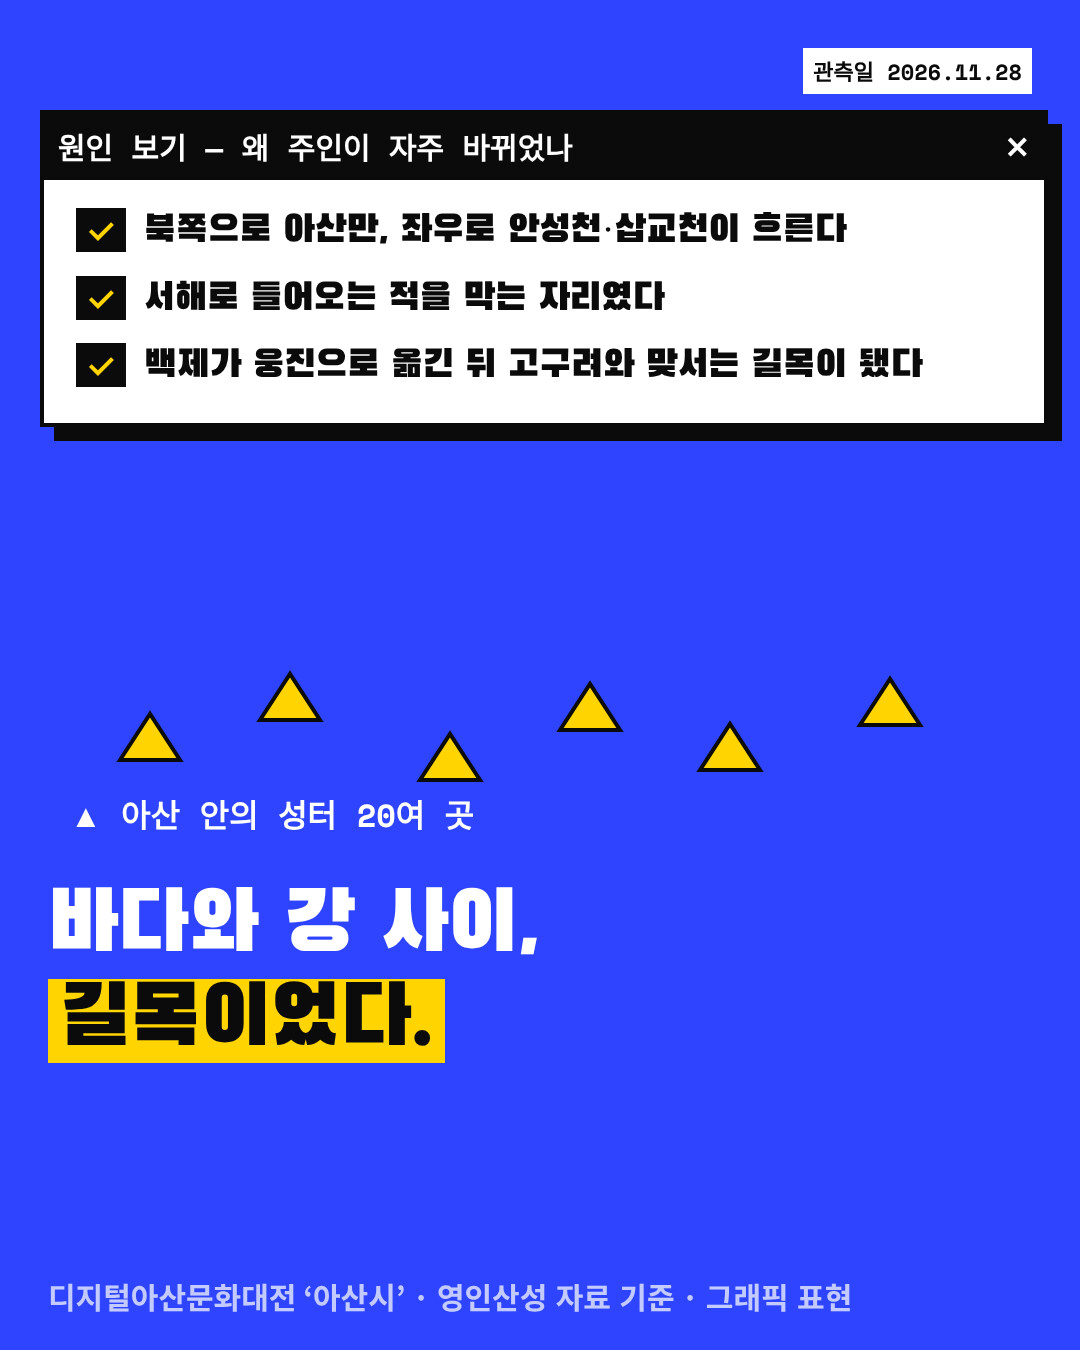 관측일 2026.11.28
원인 보기 — 왜 주인이 자주 바뀌었나 ✕
북쪽으로 아산만, 좌우로 안성천·삽교천이 흐른다
서해로 들어오는 적을 막는 자리였다
백제가 웅진으로 옮긴 뒤 고구려와 맞서는 길목이 됐다
▲ 아산 안의 성터 20여 곳
바다와 강 사이,
길목이었다.
디지털아산문화대전 ‘아산시’ · 영인산성 자료 기준 · 그래픽 표현